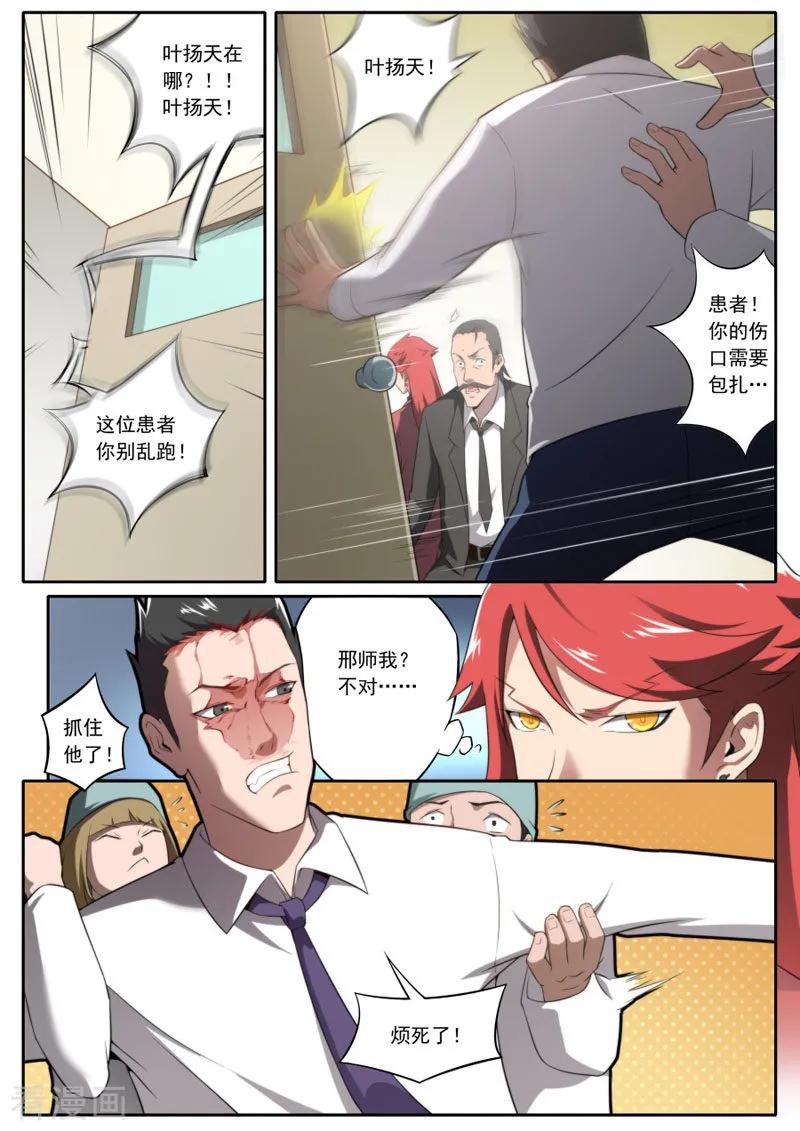 叶扬天在
哪？！！
叶扬天！
这位患者
你别乱跑！
叶扬天！
患者！
你的伤
口需要
包扎…
抓住
他了！
邢师我？
不对……
烦死了！
看漫画